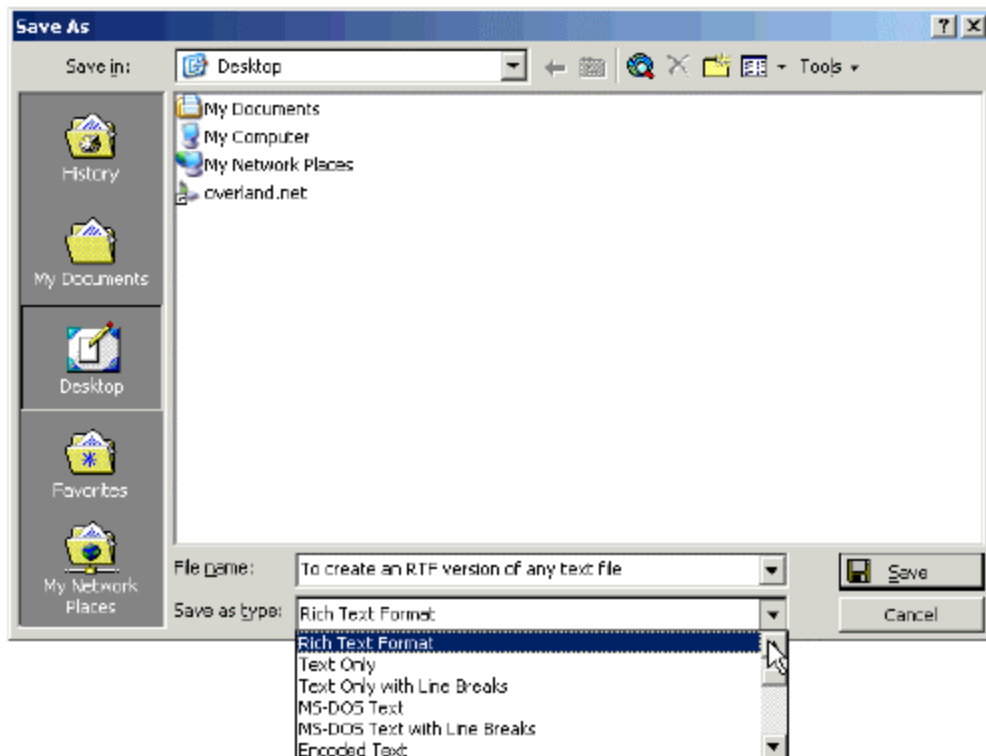 Save As
Save in: Desktop Tools
My Documents
My Computer
My Network Places
overland.net
History
My Documents
Desktop
Favorites
My Network
Places
File name: To create an RTF version of any text file
Save
Save as type: Rich Text Format
Cancel
Rich Text Format
Text Only
Text Only with Line Breaks
MS-DOS Text
MS-DOS Text with Line Breaks
Encoded Text